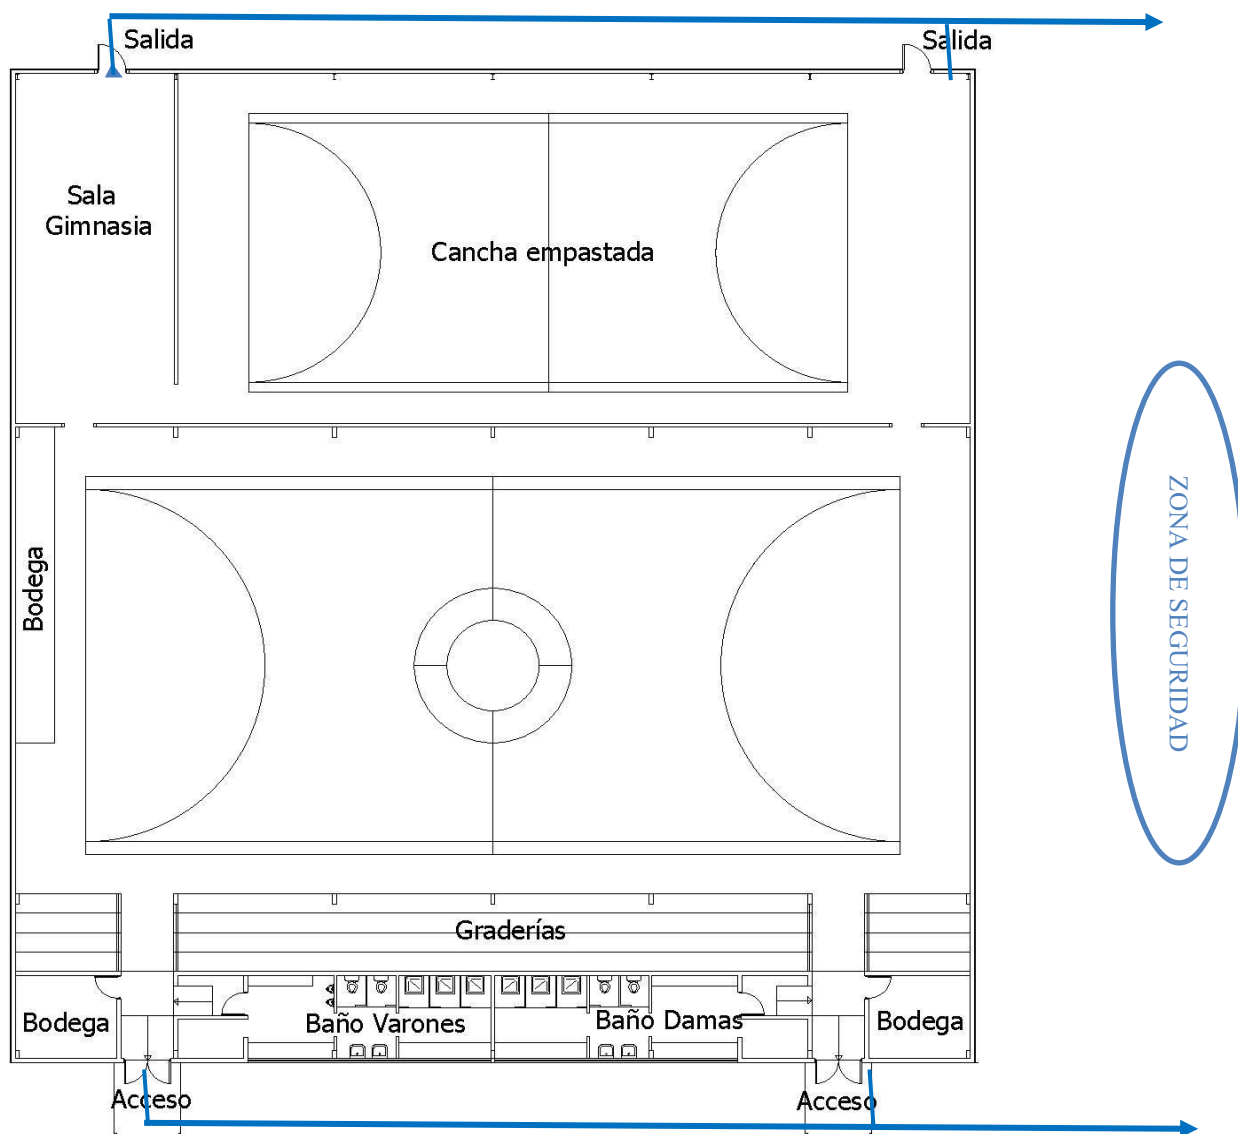 Salida
Salida
Sala
Gimnasia
Cancha empastada
ZONA DE SEGURIDAD
Bodega
Graderías
Bodega
Baño Varones
Baño Damas
Bodega
Acceso
Acceso